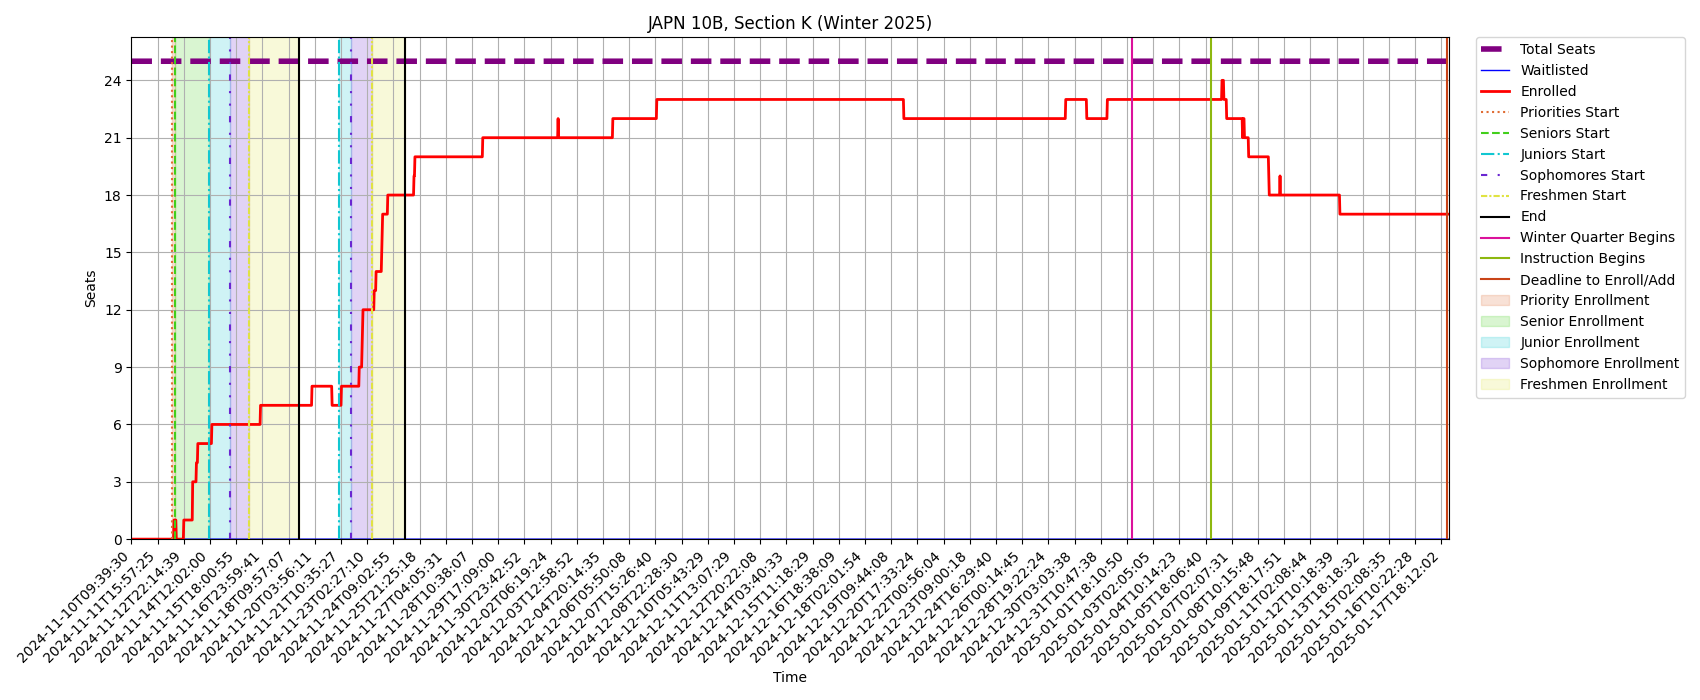 JAPN 10B, Section K (Winter 2025)
Seats
24
21
18
15
12
9
6
3
0
2024-11-10T09:39:30
2024-11-11T15:57:25
2024-11-12T22:14:39
2024-11-14T12:02:00
2024-11-15T18:00:55
2024-11-16T23:59:41
2024-11-18T09:57:07
2024-11-20T03:56:11
2024-11-21T10:35:27
2024-11-23T02:27:10
2024-11-24T09:02:55
2024-11-25T21:25:18
2024-11-27T04:05:31
2024-11-28T10:38:07
2024-11-29T17:09:00
2024-11-30T23:42:52
2024-12-02T06:19:24
2024-12-03T12:58:52
2024-12-04T20:14:35
2024-12-06T05:50:08
2024-12-07T15:26:40
2024-12-08T22:28:30
2024-12-10T05:43:29
2024-12-11T13:07:29
2024-12-12T20:22:08
2024-12-14T03:40:33
2024-12-15T11:18:29
2024-12-16T18:38:09
2024-12-18T02:01:54
2024-12-19T09:44:08
2024-12-20T17:33:24
2024-12-22T00:56:04
2024-12-23T09:00:18
2024-12-24T16:29:40
2024-12-26T00:14:45
2024-12-28T19:22:24
2024-12-30T03:03:38
2024-12-31T10:47:38
2025-01-01T18:10:50
2025-01-03T02:05:05
2025-01-04T10:14:23
2025-01-05T18:06:40
2025-01-07T02:07:31
2025-01-08T10:15:48
2025-01-09T18:17:51
2025-01-11T02:08:44
2025-01-12T10:18:39
2025-01-13T18:18:32
2025-01-15T02:08:35
2025-01-16T10:22:28
2025-01-17T18:12:02
Time
Total Seats
Waitlisted
Enrolled
Priorities Start
Seniors Start
Juniors Start
Sophomores Start
Freshmen Start
End
Winter Quarter Begins
Instruction Begins
Deadline to Enroll/Add
Priority Enrollment
Senior Enrollment
Junior Enrollment
Sophomore Enrollment
Freshmen Enrollment